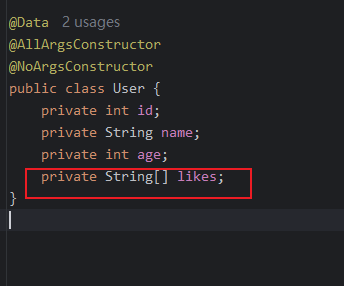 @Data 2 usages
@AllArgsConstructor
@NoArgsConstructor
public class User {
private int id;
private String name;
private int age;
private String[] likes;
}